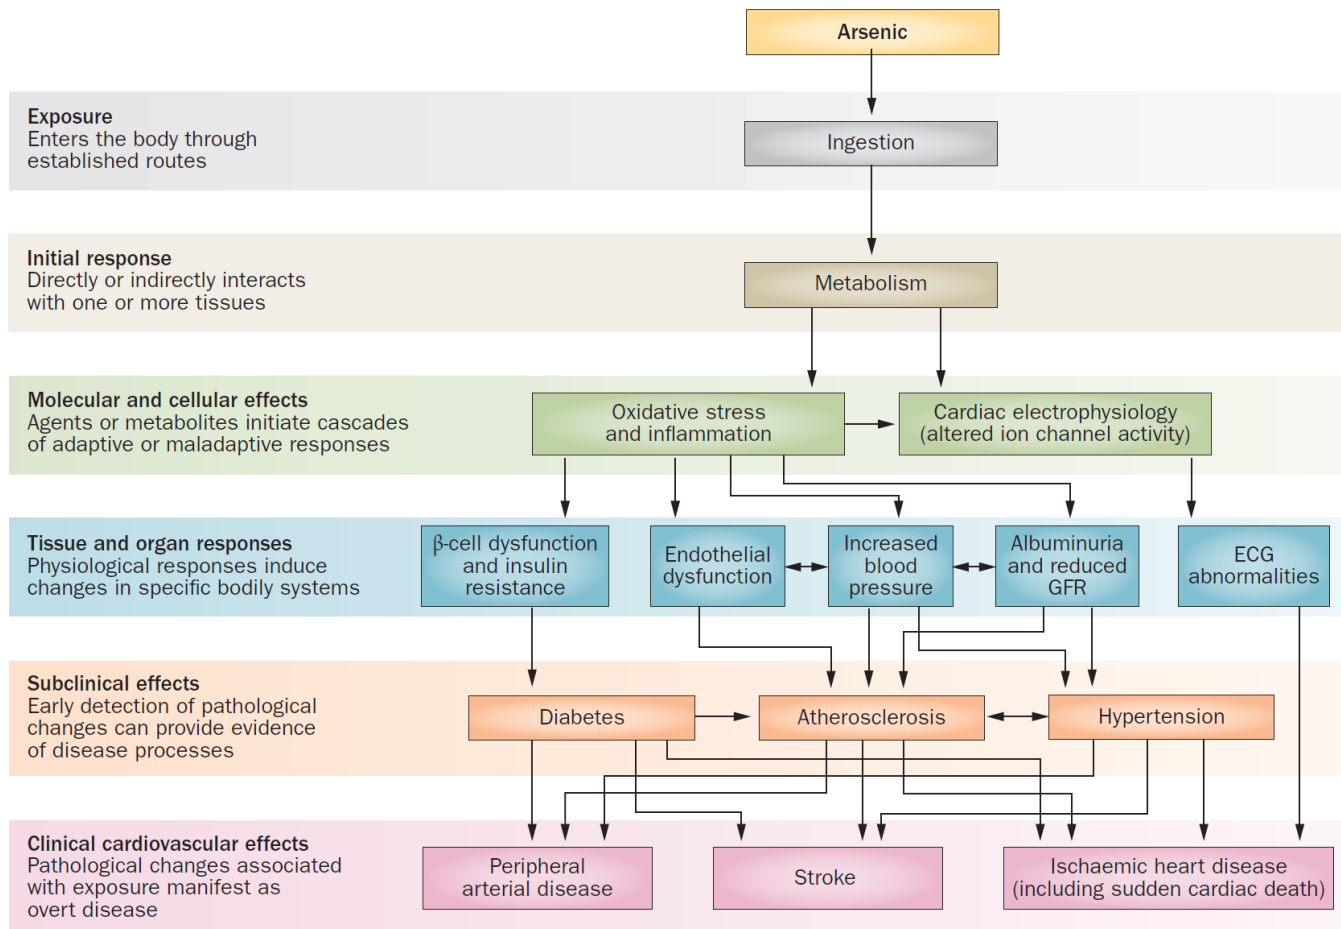 Arsenic
Exposure
Enters the body through
established routes
Ingestion
Initial response
Directly or indirectly interacts
with one or more tissues
Metabolism
Molecular and cellular effects
Agents or metabolites initiate cascades
of adaptive or maladaptive responses
Oxidative stress
and inflammation
Cardiac electrophysiology
(altered ion channel activity)
Tissue and organ responses
Physiological responses induce
changes in specific bodily systems
β-cell dysfunction
and insulin
resistance
Endothelial
dysfunction
Increased
blood
pressure
Albuminuria
and reduced
GFR
ECG
abnormalities
Subclinical effects
Early detection of pathological
changes can provide evidence
of disease processes
Diabetes
Atherosclerosis
Hypertension
Clinical cardiovascular effects
Pathological changes associated
with exposure manifest as
overt disease
Peripheral
arterial disease
Stroke
Ischaemic heart disease
(including sudden cardiac death)